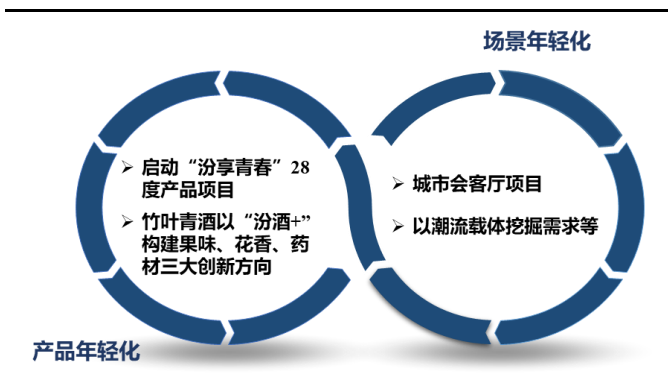 场景年轻化
➢ 启动“汾享青春”28
度产品项目
➢ 竹叶青酒以“汾酒+”
构建果味、花香、药
材三大创新方向
➢ 城市会客厅项目
➢ 以潮流载体挖掘需求等
产品年轻化